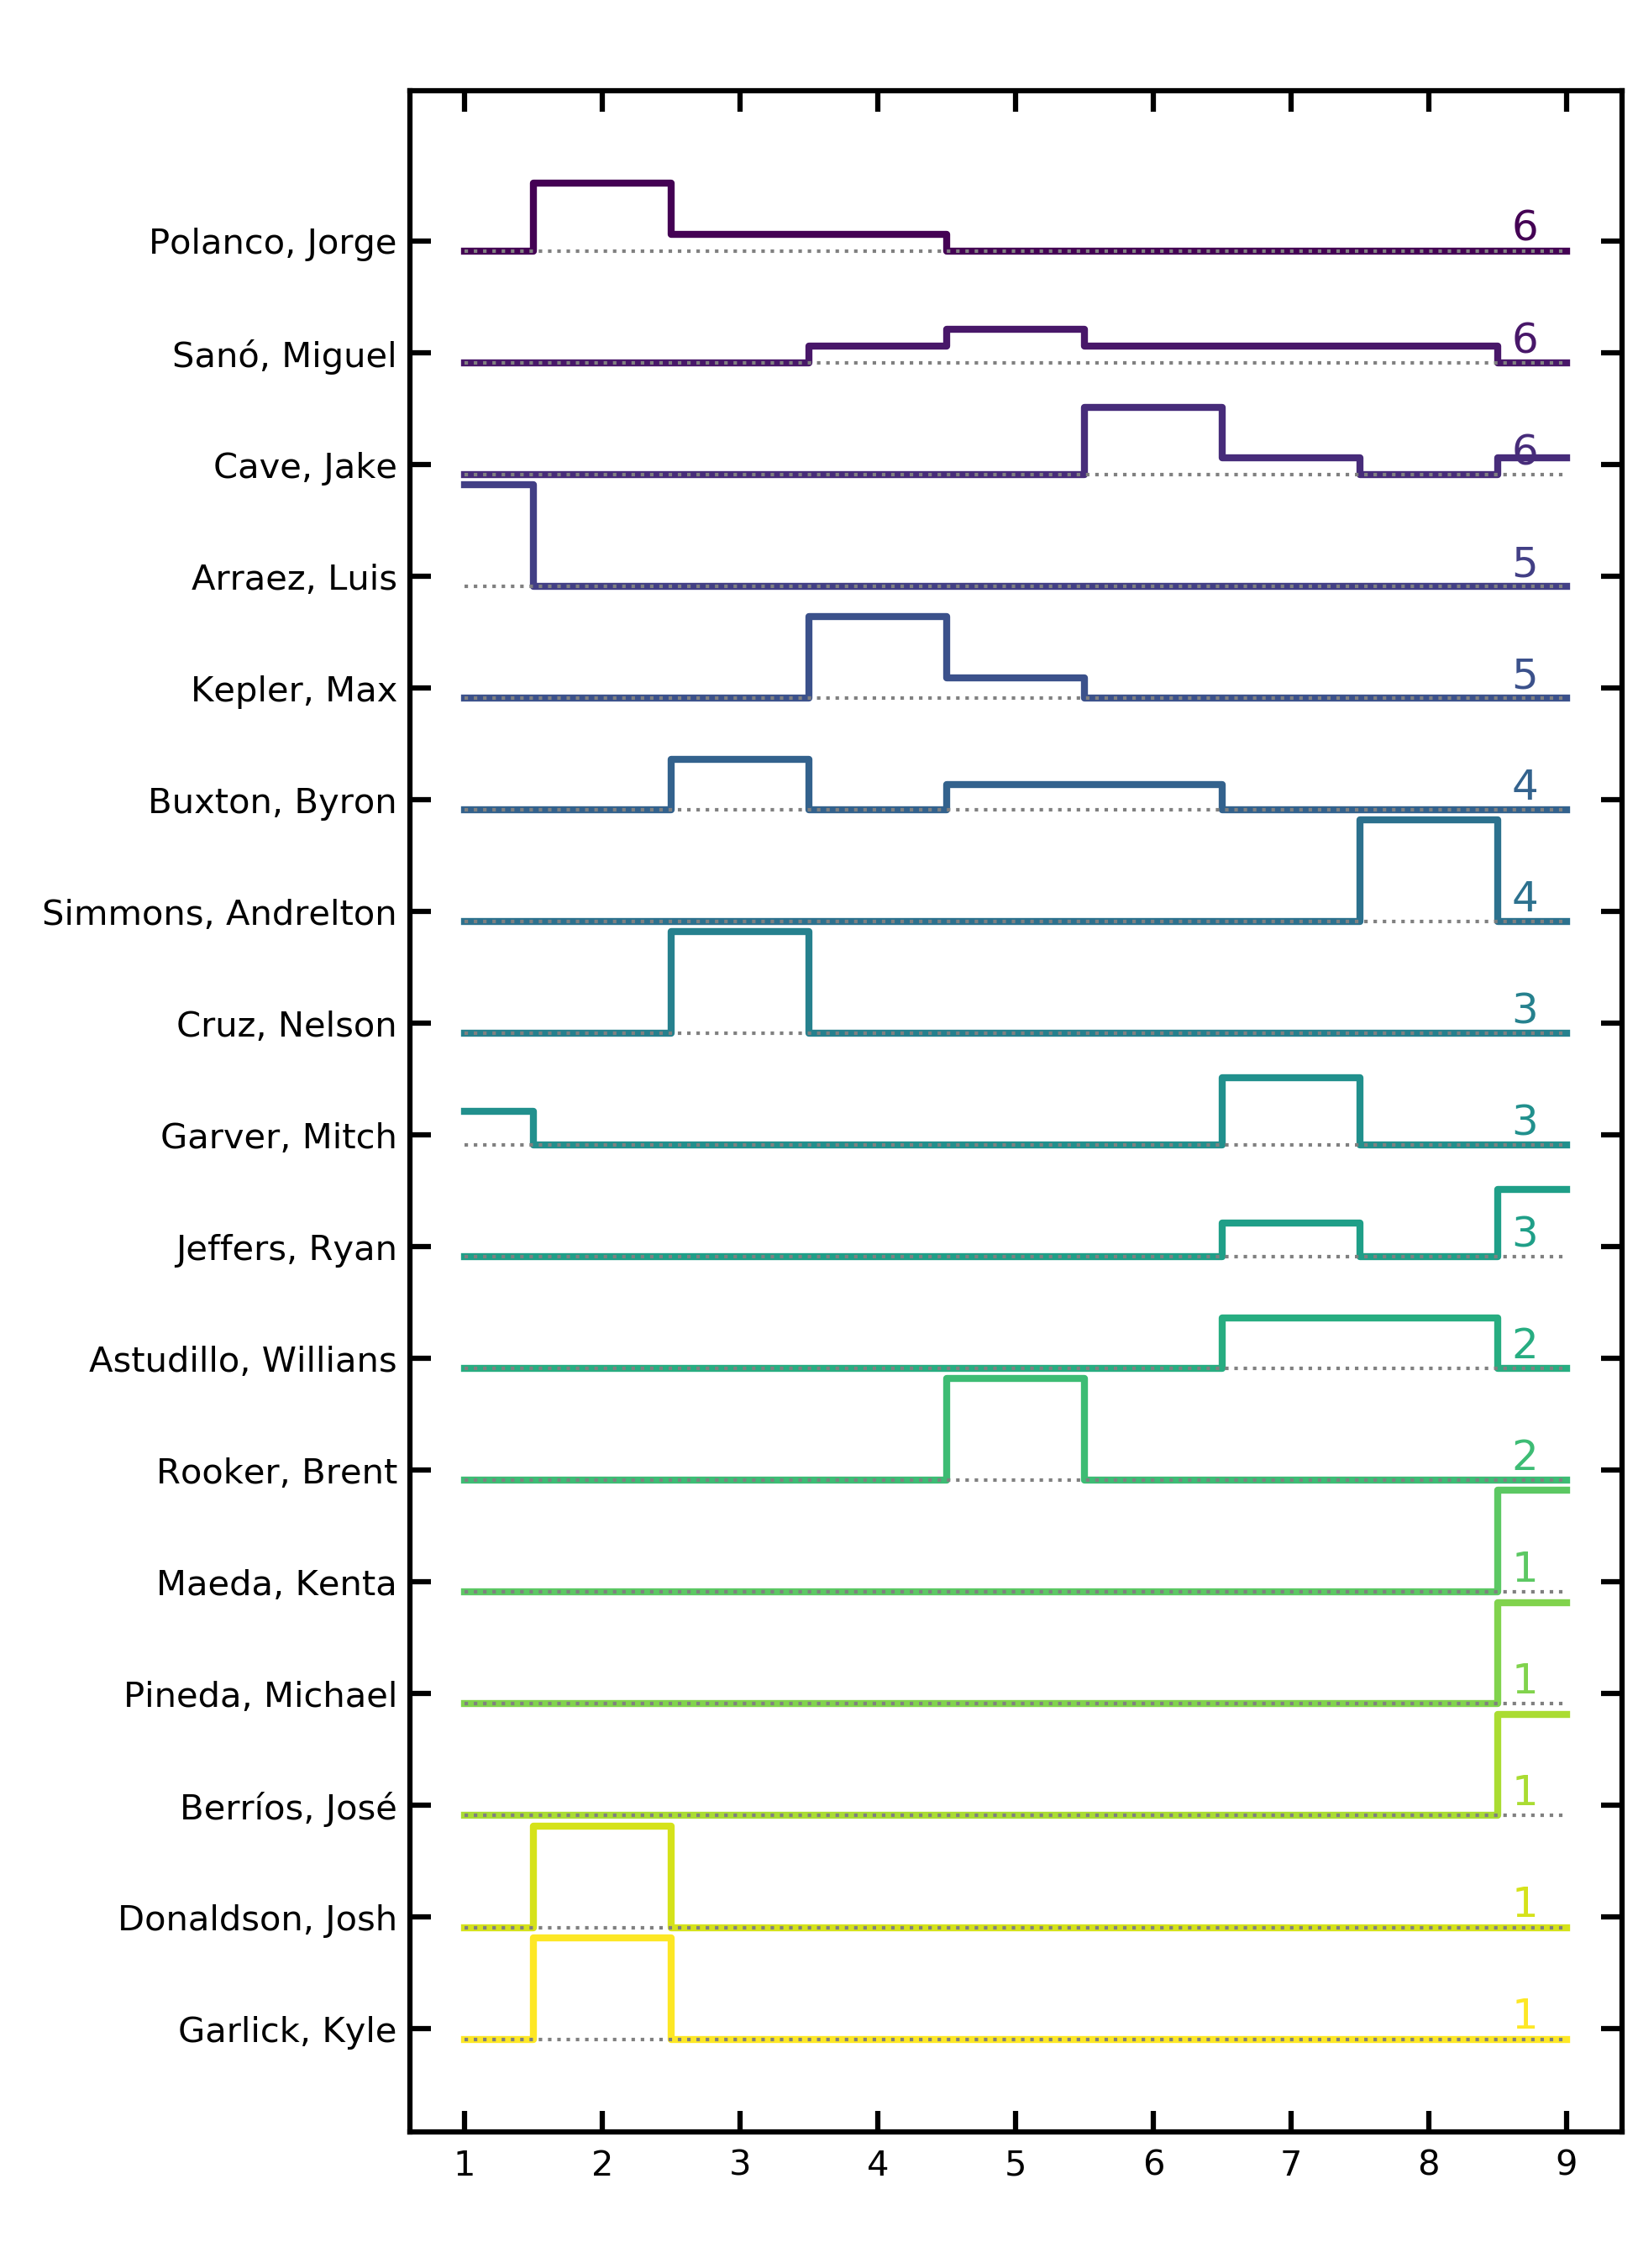 Polanco, Jorge 6
Sanó, Miguel 6
Cave, Jake 6
Arraez, Luis 5
Kepler, Max 5
Buxton, Byron 4
Simmons, Andrelton 4
Cruz, Nelson 3
Garver, Mitch 3
Jeffers, Ryan 3
Astudillo, Willians 2
Rooker, Brent 2
Maeda, Kenta 1
Pineda, Michael 1
Berríos, José 1
Donaldson, Josh 1
Garlick, Kyle 1
1 2 3 4 5 6 7 8 9